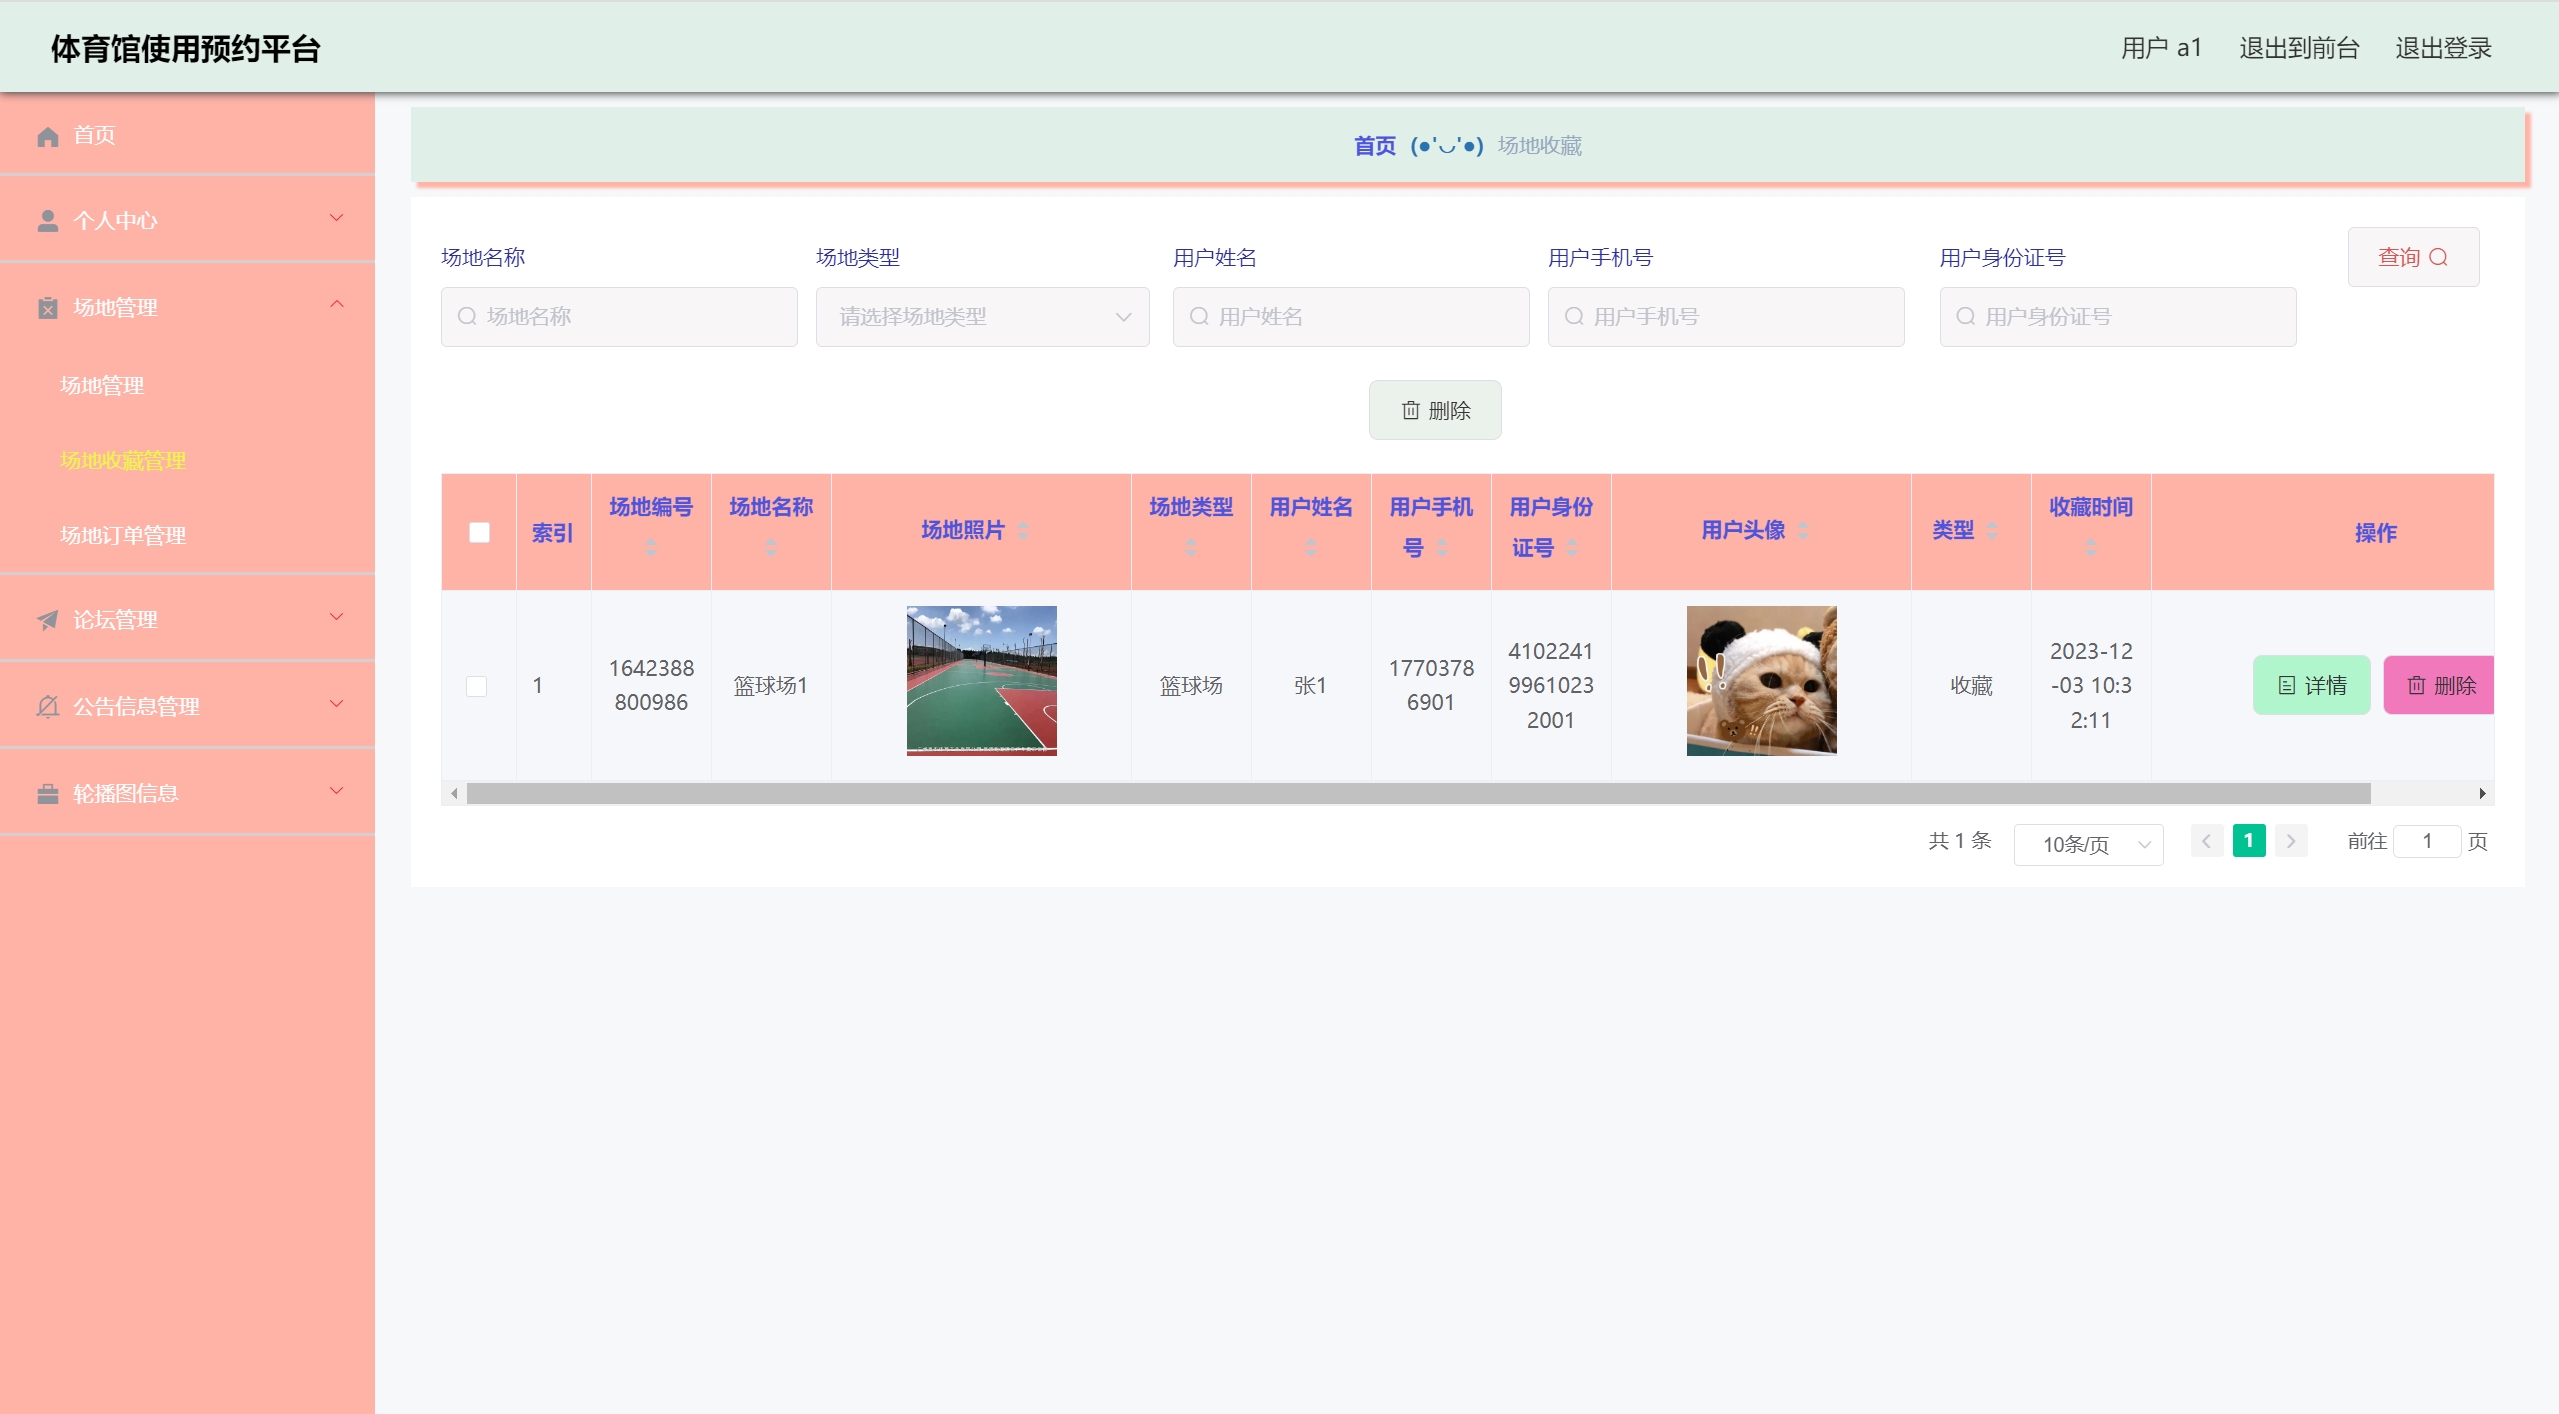 体育馆使用预约平台
用户 a1
退出到前台
退出登录
首页
个人中心
场地管理
场地管理
场地收藏管理
场地订单管理
论坛管理
公告信息管理
轮播图信息
首页 (●'◡'●) 场地收藏
场地名称
场地类型
用户姓名
用户手机号
用户身份证号
查询
场地名称
请选择场地类型
用户姓名
用户手机号
用户身份证号
删除
索引
场地编号
场地名称
场地照片
场地类型
用户姓名
用户手机
号
用户身份
证号
用户头像
类型
收藏时间
操作
1
1642388
800986
篮球场1
篮球场
张1
1770378
6901
4102241
9961023
2001
收藏
2023-12
-03 10:3
2:11
详情
删除
共 1 条
10条/页
1
前往 1 页